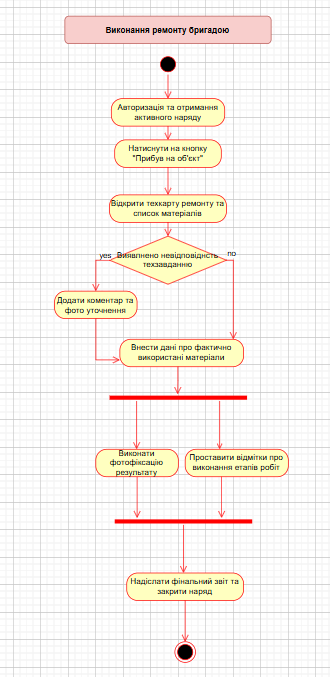 Виконання ремонту бригадою
Авторизація та отримання
активного наряду
Натиснути на кнопку
"Прибув на об'єкт"
Відкрити техкарту ремонту та
список матеріалів
yes
Виявлено невідповідність
no
техзавданню
Додати коментар та
фото уточнення
Внести дані про фактично
використані матеріали
Виконати
фотофіксацію
результату
Проставити відмітки про
виконання етапів робіт
Надіслати фінальний звіт та
закрити наряд